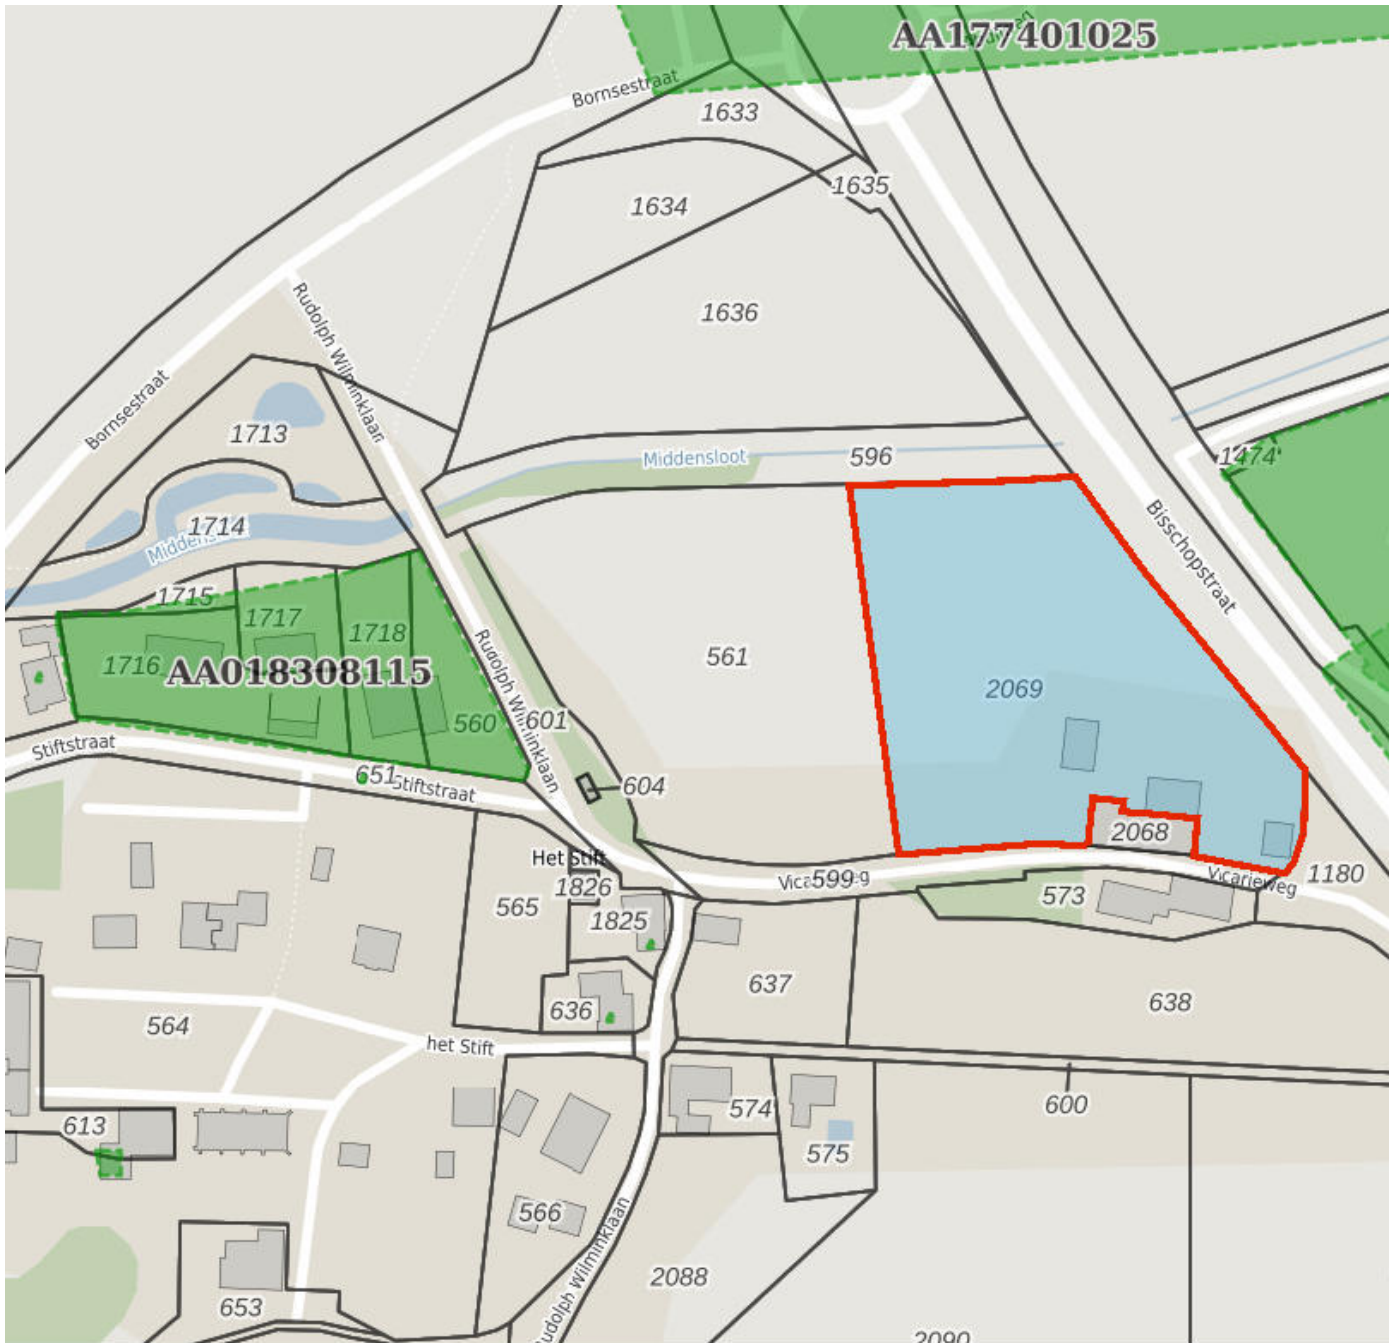 AA177401025
Bornsestraat
1633
1635
1634
1636
Rudolph Wilminklaan
Bornsestraat
1713
Middensloot
596
1474
1714
Bisschopstraat
1715
1717
1718
1716
AA018308115
561
2069
560
601
Rudolph Wilminklaan
Stiftstraat
651
Stiftstraat
604
2068
Het Stift
1826
599
Vicarieweg
1180
565
573
1825
637
638
636
564
het Stift
600
574
613
575
566
Rudolph Wilminklaan
2088
653
2090